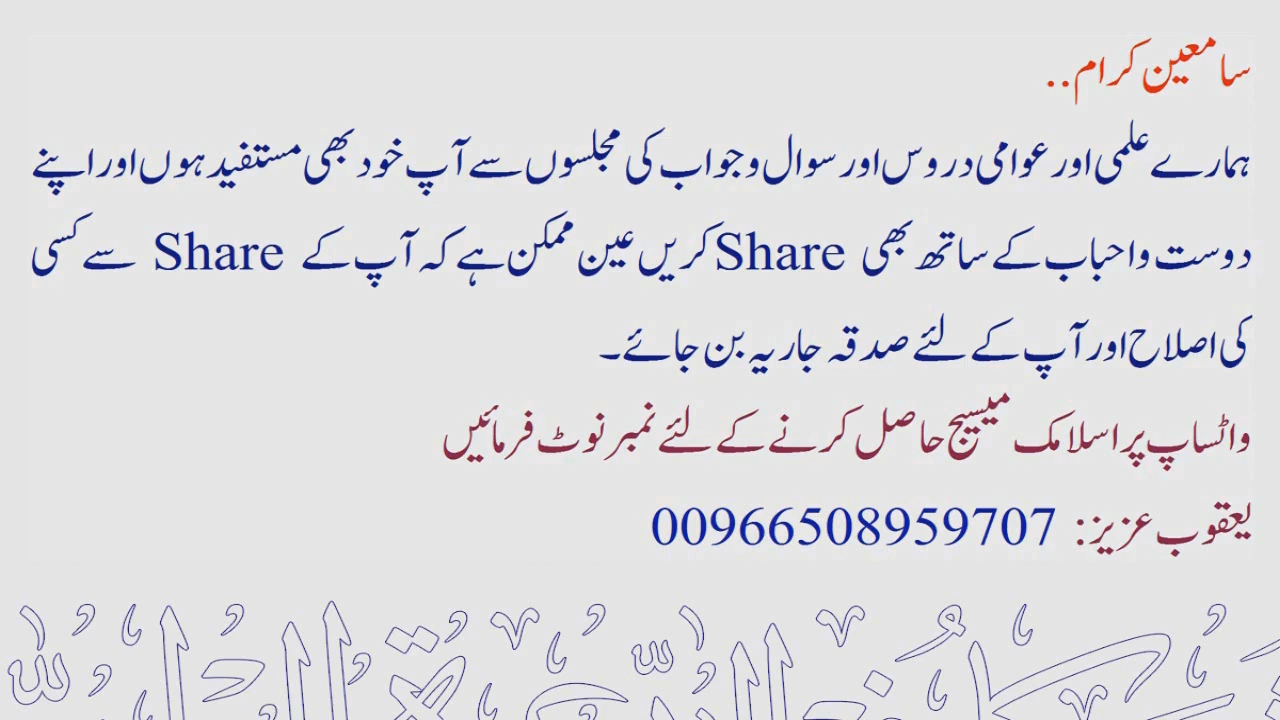 سامعین کرام..
ہمارے علمی اور عوامی دروس اور سوال و جواب کی مجلسوں سے آپ خود بھی مستفید ہوں اور اپنے
دوست و احباب کے ساتھ بھی Share کریں عین ممکن ہے کہ آپ کے Share سے کسی
کی اصلاح اور آپ کے لئے صدقہ جاریہ بن جائے۔
واٹساپ پر اسلامک میسیج حاصل کرنے کے لئے نمبر نوٹ فرمائیں
یعقوب عزیز: 00966508959707